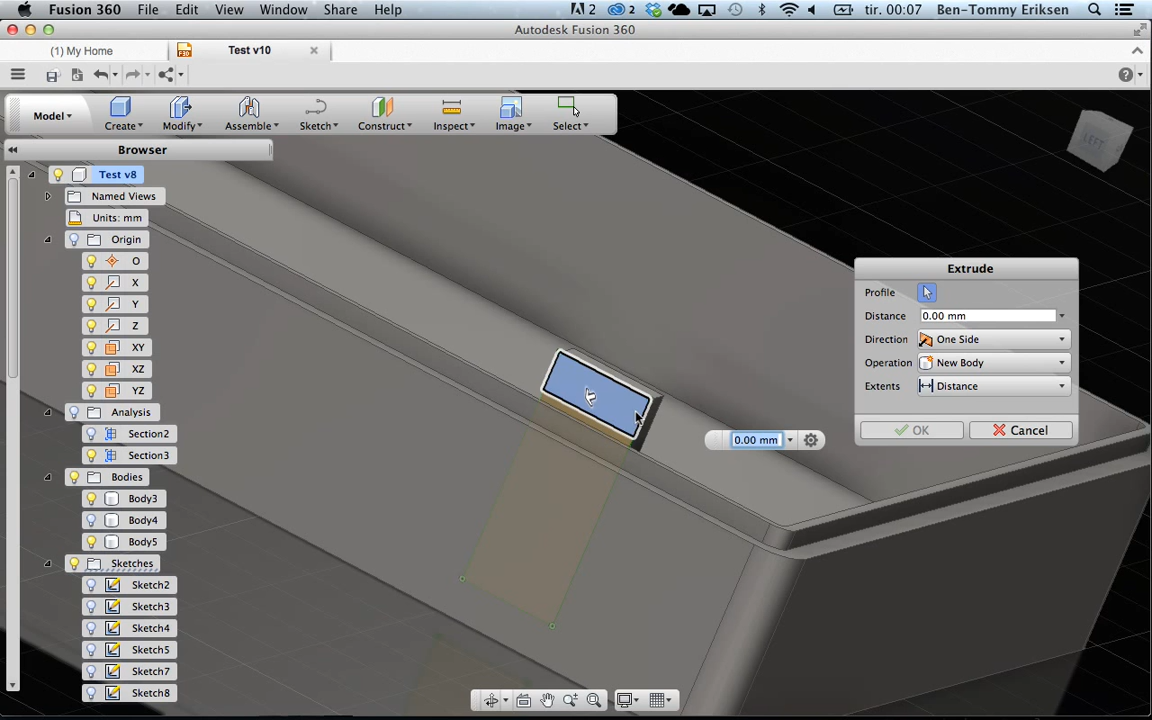 Fusion 360 File Edit View Window Share Help 2 2 tir. 00:07 Ben-Tommy Eriksen
Autodesk Fusion 360
(1) My Home Test v10
Model Create Modify Assemble Sketch Construct Inspect Image Select
Browser
Test v8
Named Views
Units: mm
Origin
O
X
Y
Z
XY
XZ
YZ
Analysis
Section2
Section3
Bodies
Body3
Body4
Body5
Sketches
Sketch2
Sketch3
Sketch4
Sketch5
Sketch7
Sketch8
LEFT
Extrude
Profile
Distance 0.00 mm
Direction One Side
Operation New Body
Extents Distance
OK Cancel
0.00 mm